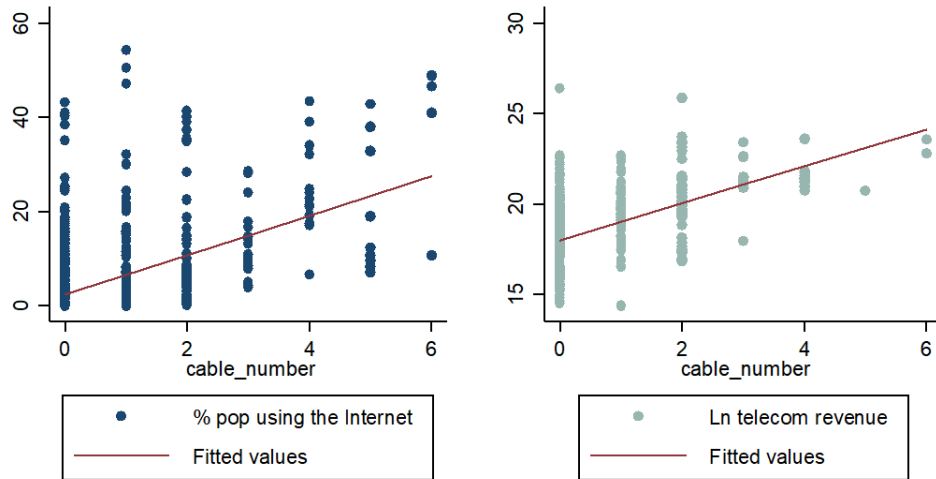 60
40
20
0
0 2 4 6
cable_number
% pop using the Internet
Fitted values
30
25
20
15
0 2 4 6
cable_number
Ln telecom revenue
Fitted values